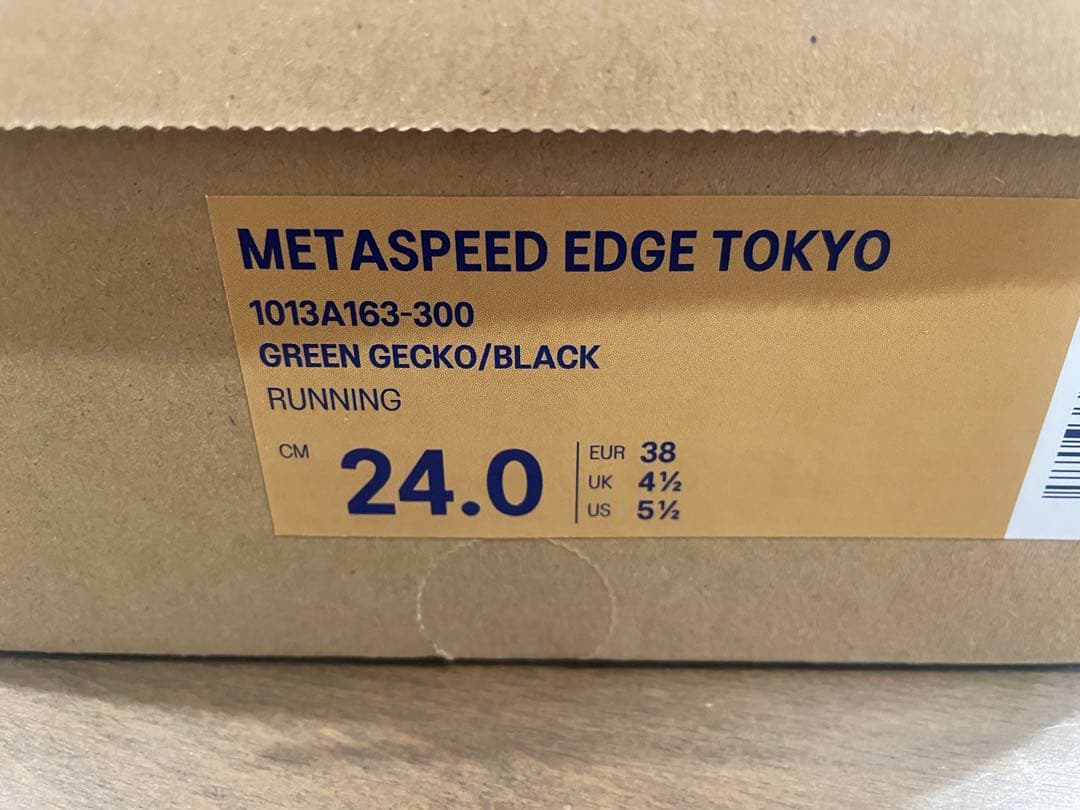 METASPEED EDGE TOKYO
1013A163-300
GREEN GECKO/BLACK
RUNNING
CM 24.0
EUR 38
UK 4½
US 5½